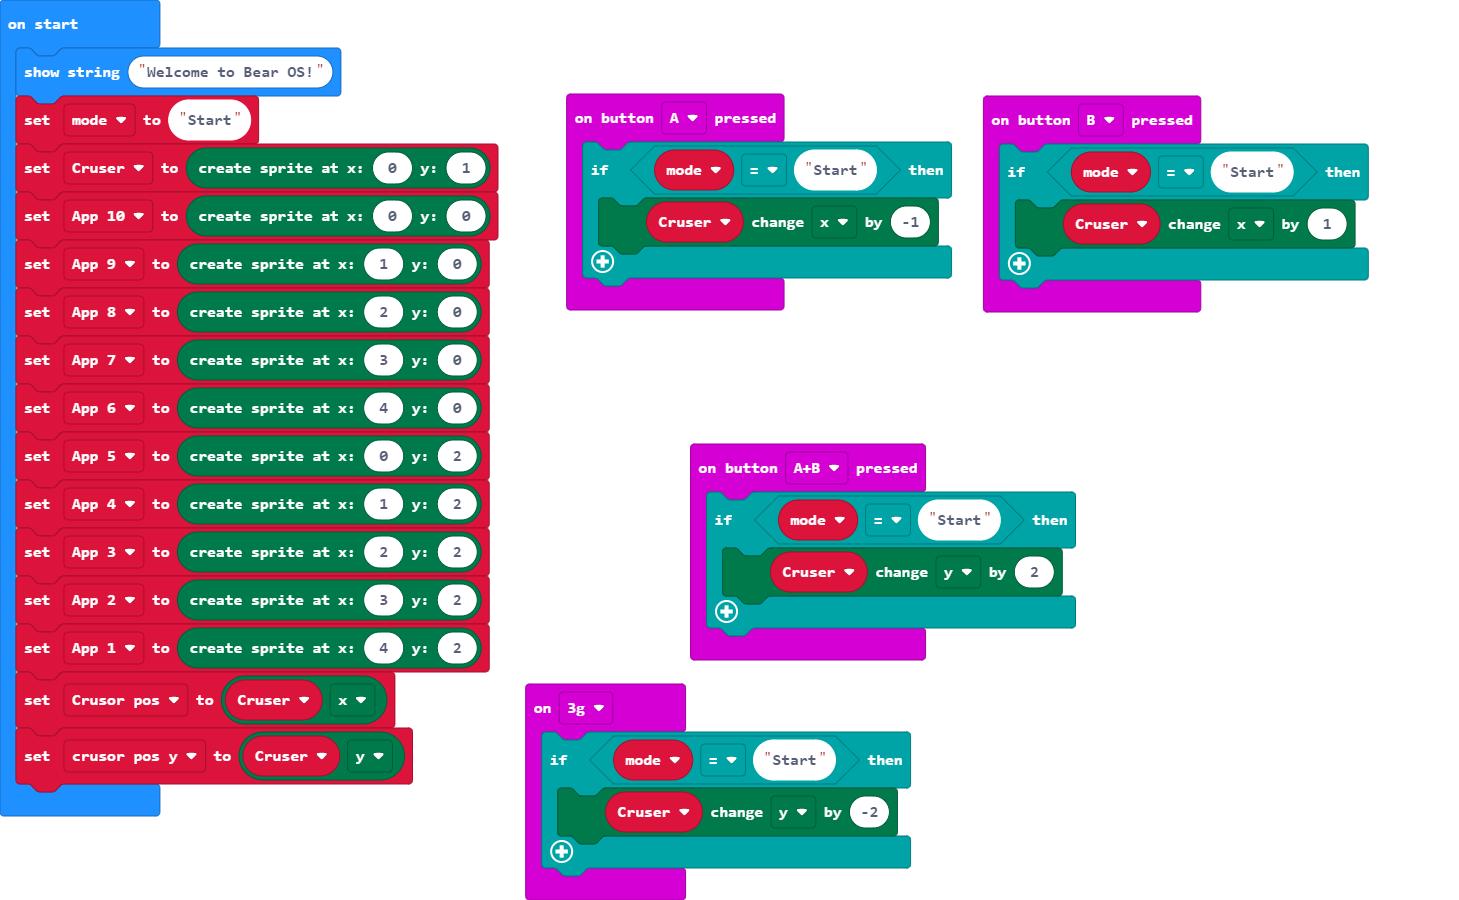 on start
show string "Welcome to Bear OS!"
set mode to "Start"
set Cruser to create sprite at x: 0 y: 1
set App 10 to create sprite at x: 0 y: 0
set App 9 to create sprite at x: 1 y: 0
set App 8 to create sprite at x: 2 y: 0
set App 7 to create sprite at x: 3 y: 0
set App 6 to create sprite at x: 4 y: 0
set App 5 to create sprite at x: 0 y: 2
set App 4 to create sprite at x: 1 y: 2
set App 3 to create sprite at x: 2 y: 2
set App 2 to create sprite at x: 3 y: 2
set App 1 to create sprite at x: 4 y: 2
set Crusor pos to Cruser x
set crusor pos y to Cruser y
on button A pressed
if mode = "Start" then
Cruser change x by -1
on button B pressed
if mode = "Start" then
Cruser change x by 1
on button A+B pressed
if mode = "Start" then
Cruser change y by 2
on 3g
if mode = "Start" then
Cruser change y by -2